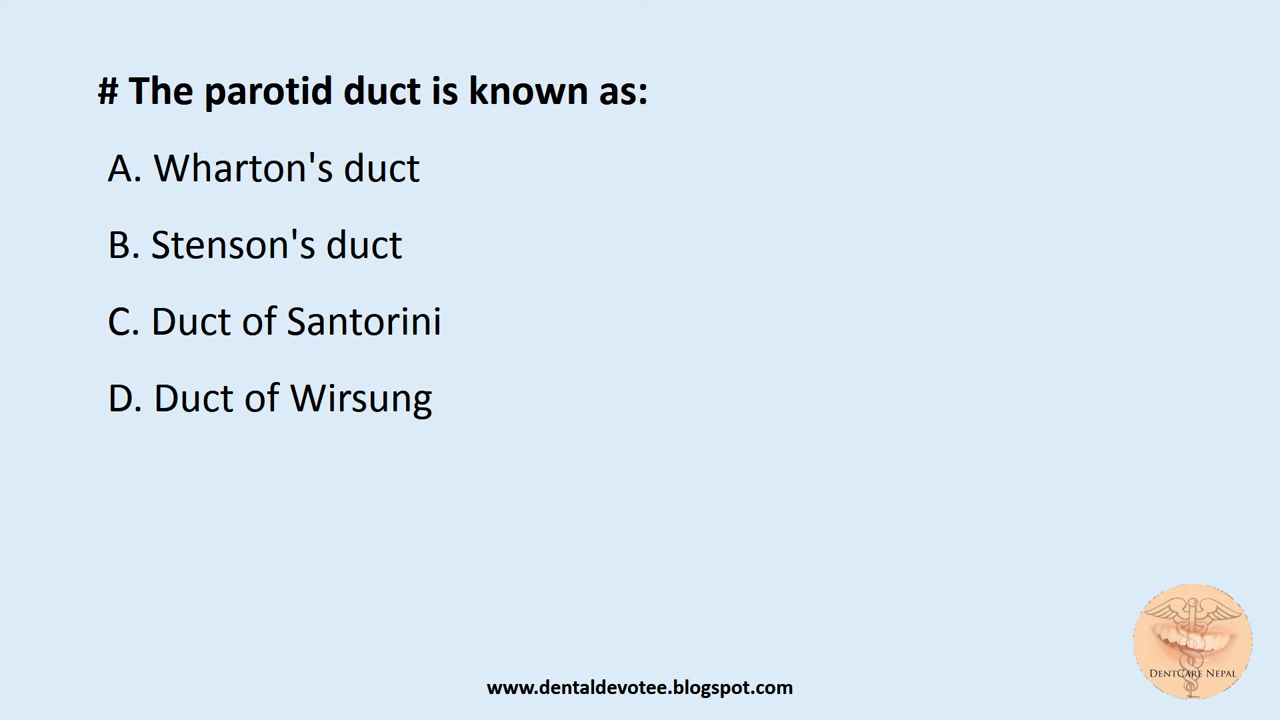 # The parotid duct is known as:
A. Wharton's duct
B. Stenson's duct
C. Duct of Santorini
D. Duct of Wirsung
DentCare Nepal
www.dentaldevotee.blogspot.com